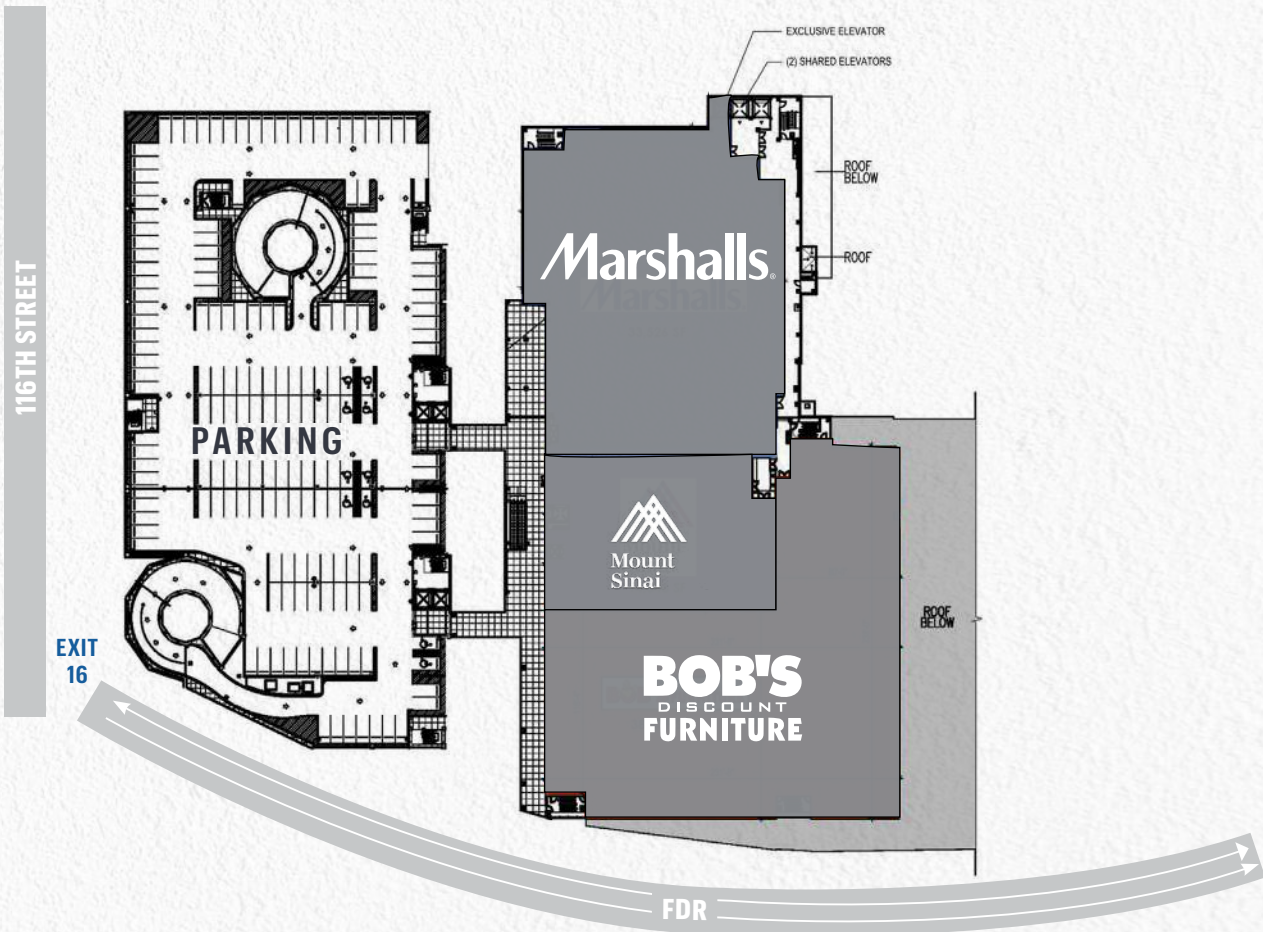 EXCLUSIVE ELEVATOR
(2) SHARED ELEVATORS
ROOF
BELOW
ROOF
116TH STREET
Marshalls®
Marshalls
PARKING
Mount
Sinai
ROOF
BELOW
EXIT
16
BOB'S
DISCOUNT
FURNITURE
FDR